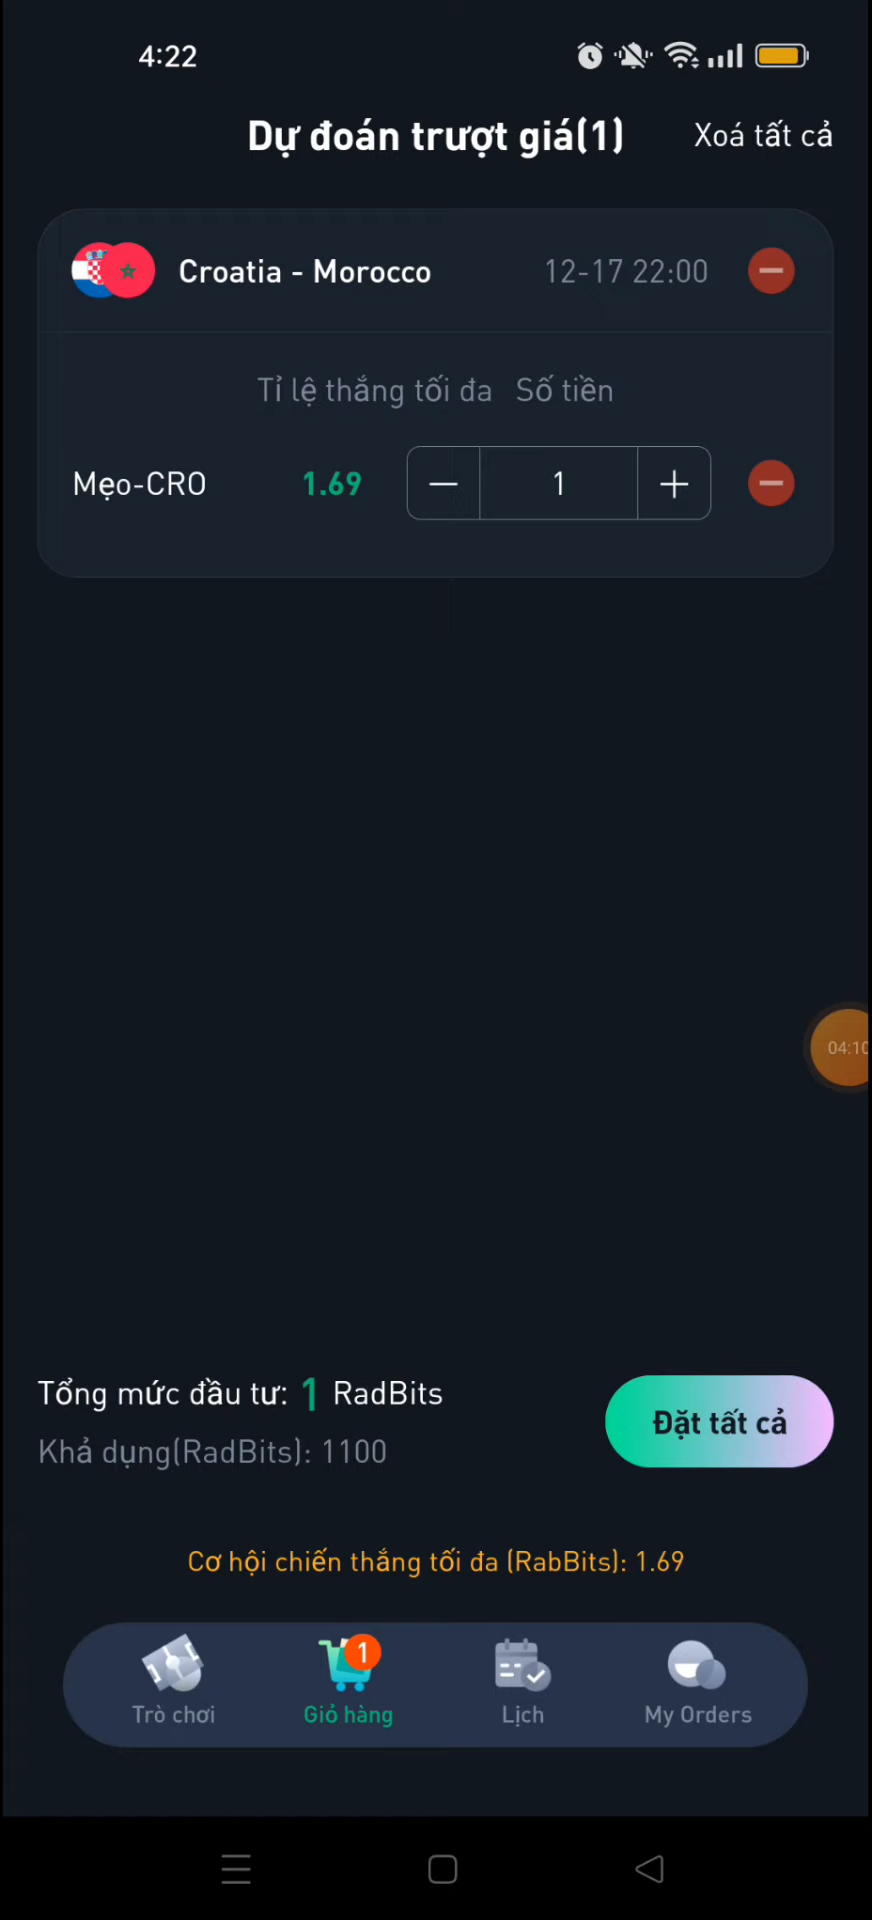 4:22
Dự đoán trượt giá(1)
Xoá tất cả
Croatia - Morocco
12-17 22:00
Tỉ lệ thắng tối đa Số tiền
Mẹo-CRO 1.69 — 1 +
04:10
Tổng mức đầu tư: 1 RadBits
Đặt tất cả
Khả dụng(RadBits): 1100
Cơ hội chiến thắng tối đa (RabBits): 1.69
1
Trò chơi
Giỏ hàng
Lịch
My Orders